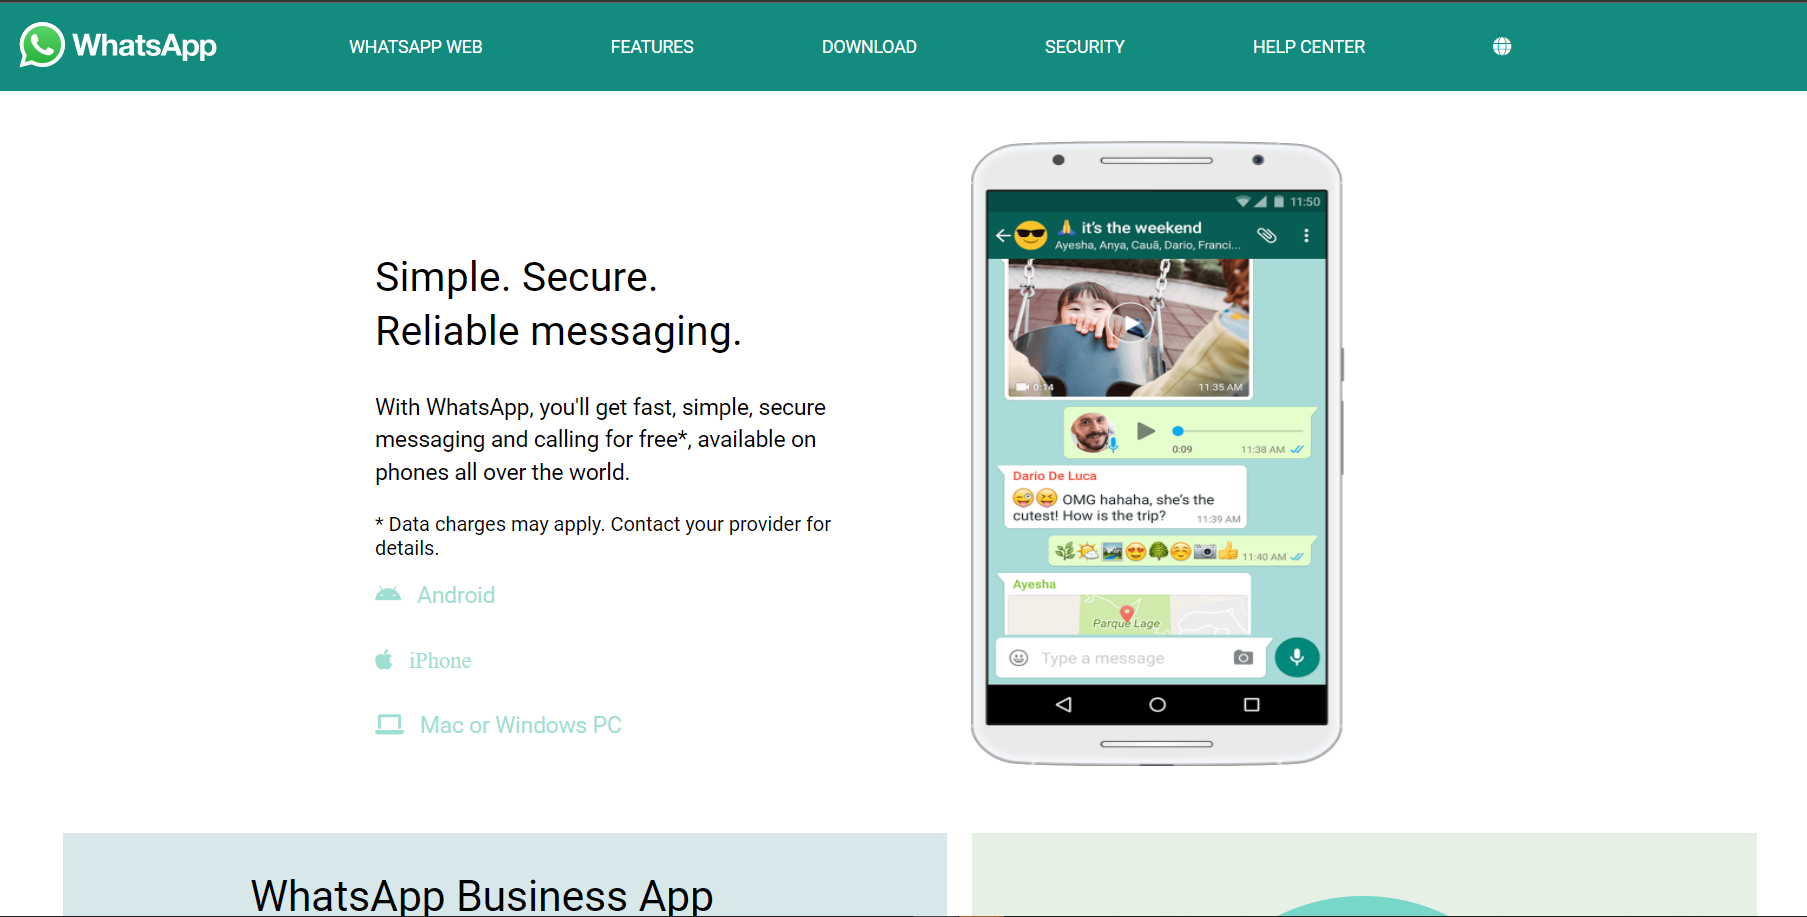 WhatsApp
WHATSAPP WEB
FEATURES
DOWNLOAD
SECURITY
HELP CENTER
Simple. Secure.
Reliable messaging.
With WhatsApp, you'll get fast, simple, secure
messaging and calling for free*, available on
phones all over the world.
* Data charges may apply. Contact your provider for
details.
Android
iPhone
Mac or Windows PC
11:50
it's the weekend
Ayesha, Anya, Cauã, Dario, Franci...
0:14
11:35 AM
0:09
11:38 AM
Dario De Luca
OMG hahaha, she's the
cutest! How is the trip?
11:39 AM
11:40 AM
Ayesha
Parque Lage
Type a message
WhatsApp Business App